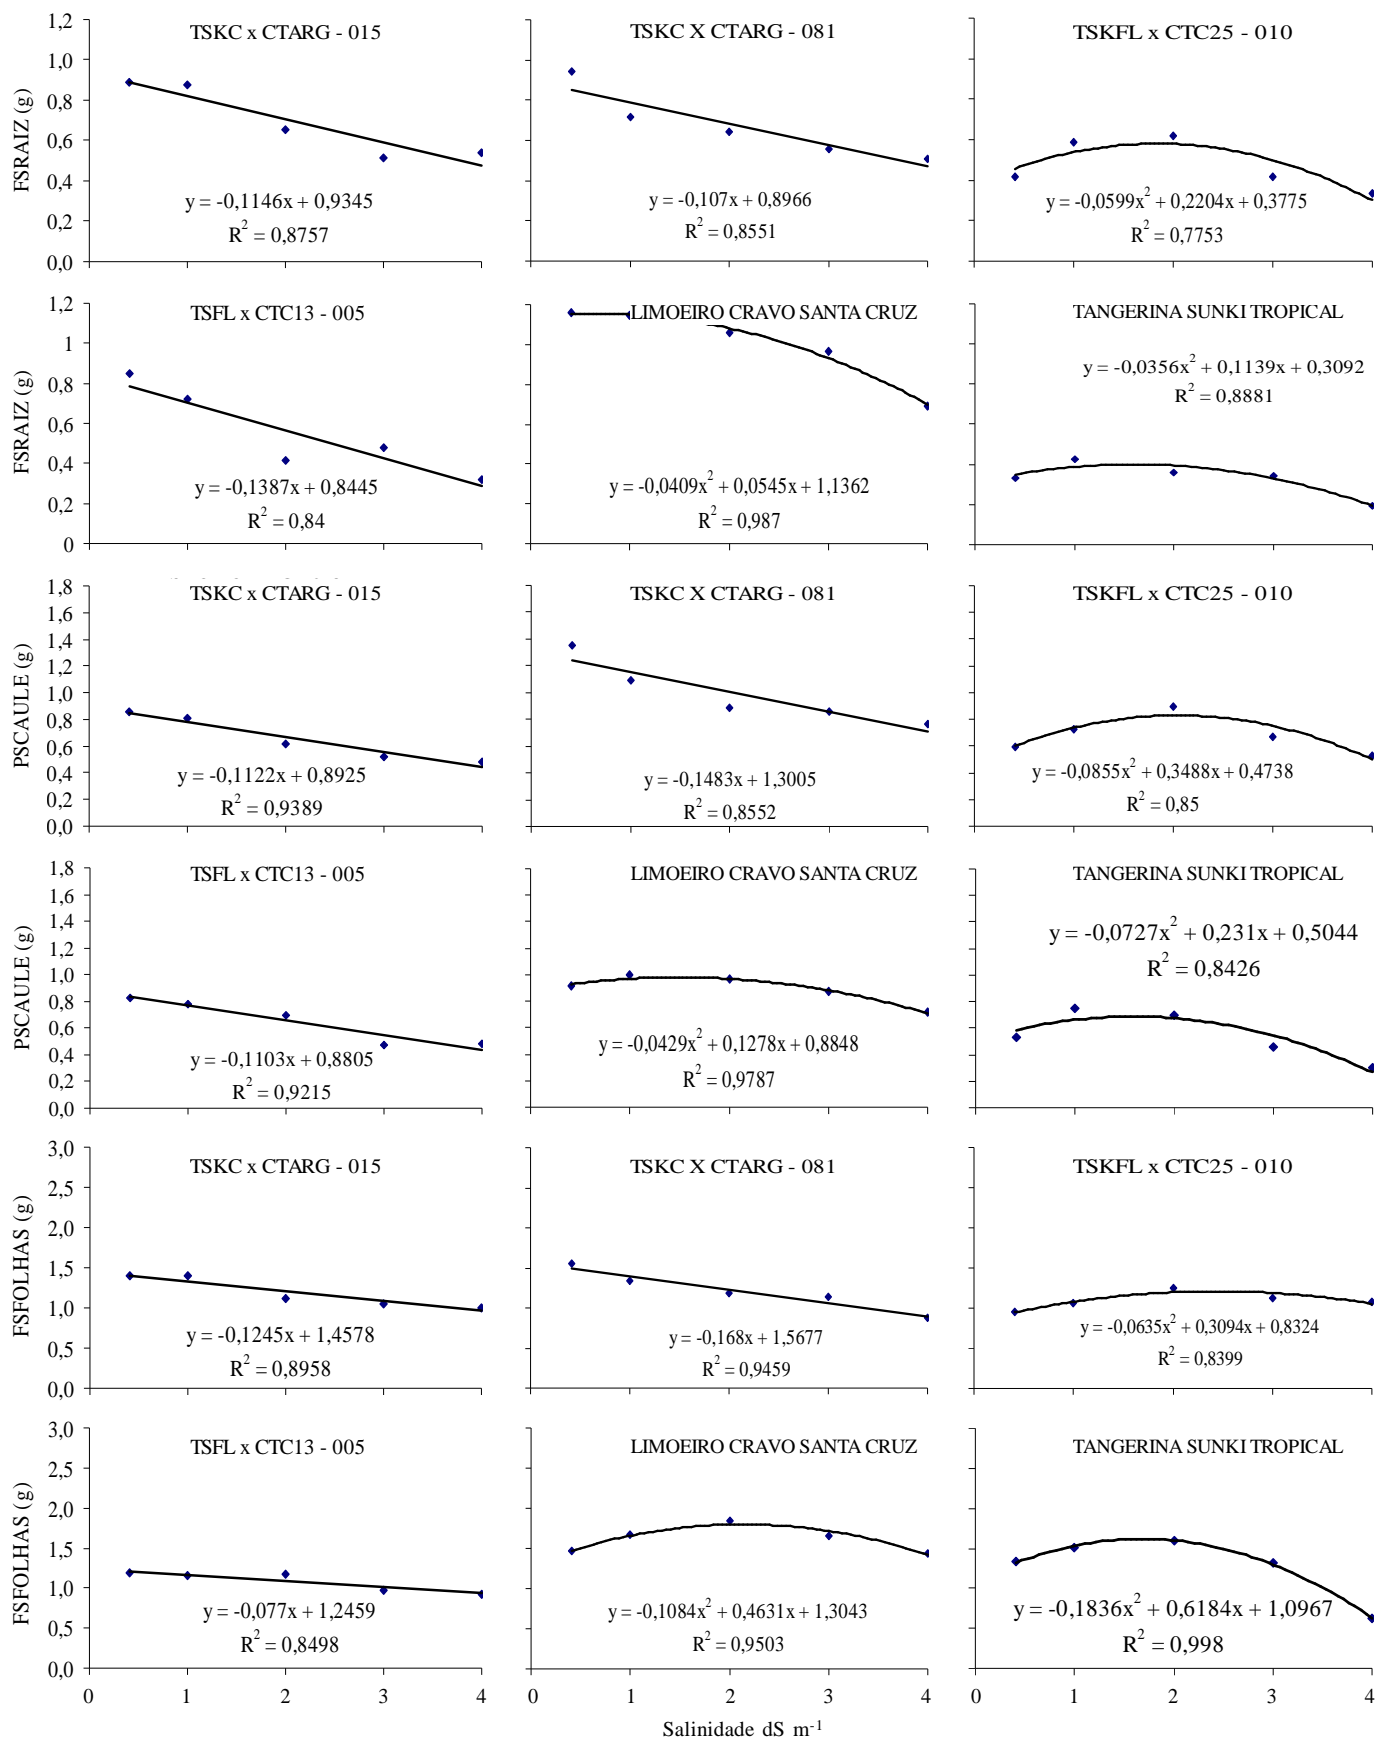 TSKC x CTARG - 015
TSKC X CTARG - 081
TSKFL x CTC25 - 010
FSRAIZ (g)
1,2
1,0
0,8
0,6
0,4
0,2
0,0
y = -0,1146x + 0,9345
R² = 0,8757
y = -0,107x + 0,8966
R² = 0,8551
y = -0,0599x² + 0,2204x + 0,3775
R² = 0,7753
TSFL x CTC13 - 005
LIMOEIRO CRAVO SANTA CRUZ
TANGERINA SUNKI TROPICAL
FSRAIZ (g)
1,2
1
0,8
0,6
0,4
0,2
0
y = -0,1387x + 0,8445
R² = 0,84
y = -0,0409x² + 0,0545x + 1,1362
R² = 0,987
y = -0,0356x² + 0,1139x + 0,3092
R² = 0,8881
TSKC x CTARG - 015
TSKC X CTARG - 081
TSKFL x CTC25 - 010
PSCAULE (g)
1,8
1,6
1,4
1,2
1,0
0,8
0,6
0,4
0,2
0,0
y = -0,1122x + 0,8925
R² = 0,9389
y = -0,1483x + 1,3005
R² = 0,8552
y = -0,0855x² + 0,3488x + 0,4738
R² = 0,85
TSFL x CTC13 - 005
LIMOEIRO CRAVO SANTA CRUZ
TANGERINA SUNKI TROPICAL
PSCAULE (g)
1,8
1,6
1,4
1,2
1,0
0,8
0,6
0,4
0,2
0,0
y = -0,1103x + 0,8805
R² = 0,9215
y = -0,0429x² + 0,1278x + 0,8848
R² = 0,9787
y = -0,0727x² + 0,231x + 0,5044
R² = 0,8426
TSKC x CTARG - 015
TSKC X CTARG - 081
TSKFL x CTC25 - 010
FSFOLHAS (g)
3,0
2,5
2,0
1,5
1,0
0,5
0,0
y = -0,1245x + 1,4578
R² = 0,8958
y = -0,168x + 1,5677
R² = 0,9459
y = -0,0635x² + 0,3094x + 0,8324
R² = 0,8399
TSFL x CTC13 - 005
LIMOEIRO CRAVO SANTA CRUZ
TANGERINA SUNKI TROPICAL
FSFOLHAS (g)
3,0
2,5
2,0
1,5
1,0
0,5
0,0
y = -0,077x + 1,2459
R² = 0,8498
y = -0,1084x² + 0,4631x + 1,3043
R² = 0,9503
y = -0,1836x² + 0,6184x + 1,0967
R² = 0,998
0 1 2 3 4
0 1 2 3 4
0 1 2 3 4
Salinidade dS m⁻¹